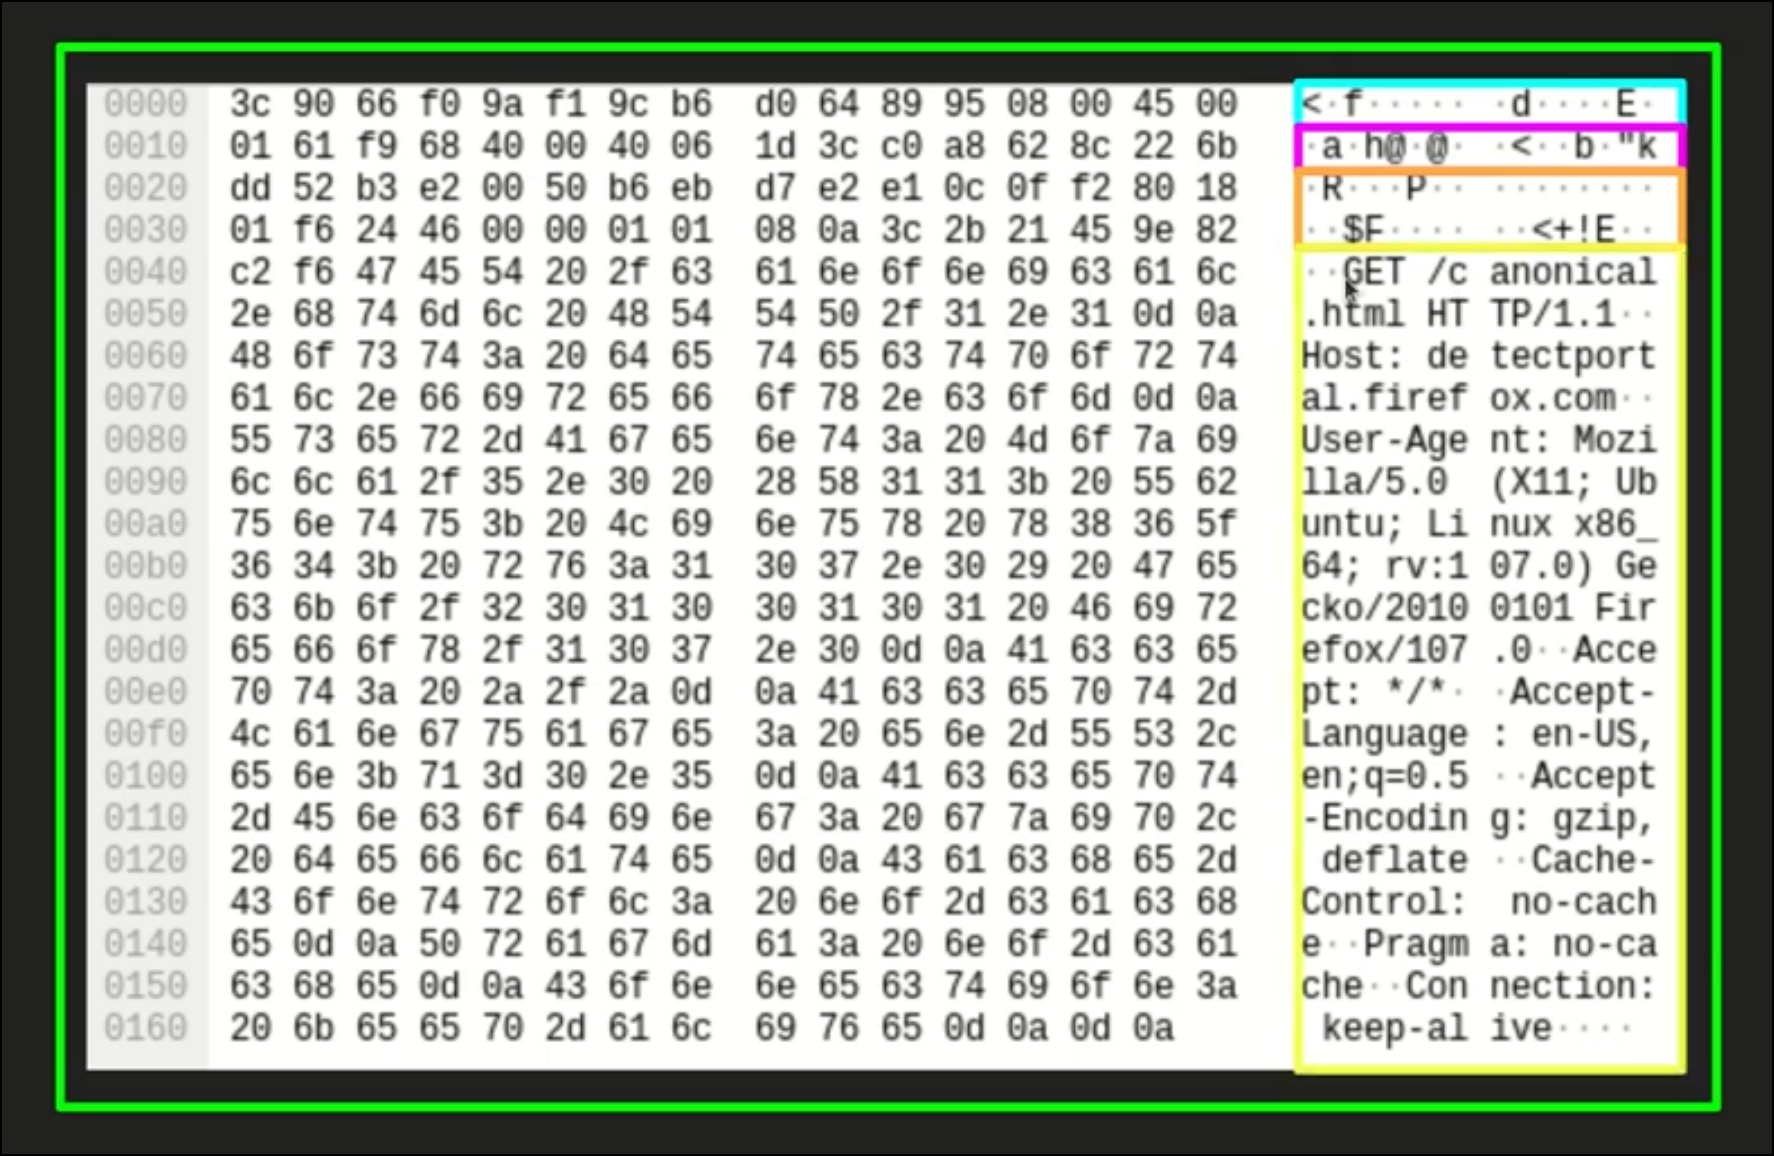 0000 3c 90 66 f0 9a f1 9c b6 d0 64 89 95 08 00 45 00 <·f····· ·d····E·
0010 01 61 f9 68 40 00 40 06 1d 3c c0 a8 62 8c 22 6b ·a·h@·@· ·<··b·"k
0020 dd 52 b3 e2 00 50 b6 eb d7 e2 e1 0c 0f f2 80 18 ·R···P·· ········
0030 01 f6 24 46 00 00 01 01 08 0a 3c 2b 21 45 9e 82 ··$F···· ··<+!E··
0040 c2 f6 47 45 54 20 2f 63 61 6e 6f 6e 69 63 61 6c ··GET /c anonical
0050 2e 68 74 6d 6c 20 48 54 54 50 2f 31 2e 31 0d 0a .html HT TP/1.1··
0060 48 6f 73 74 3a 20 64 65 74 65 63 74 70 6f 72 74 Host: de tectport
0070 61 6c 2e 66 69 72 65 66 6f 78 2e 63 6f 6d 0d 0a al.firef ox.com··
0080 55 73 65 72 2d 41 67 65 6e 74 3a 20 4d 6f 7a 69 User-Age nt: Mozi
0090 6c 6c 61 2f 35 2e 30 20 28 58 31 31 3b 20 55 62 lla/5.0 (X11; Ub
00a0 75 6e 74 75 3b 20 4c 69 6e 75 78 20 78 38 36 5f untu; Li nux x86_
00b0 36 34 3b 20 72 76 3a 31 30 37 2e 30 29 20 47 65 64; rv:1 07.0) Ge
00c0 63 6b 6f 2f 32 30 31 30 30 31 30 31 20 46 69 72 cko/2010 0101 Fir
00d0 65 66 6f 78 2f 31 30 37 2e 30 0d 0a 41 63 63 65 efox/107 .0··Acce
00e0 70 74 3a 20 2a 2f 2a 0d 0a 41 63 63 65 70 74 2d pt: */*· ·Accept-
00f0 4c 61 6e 67 75 61 67 65 3a 20 65 6e 2d 55 53 2c Language : en-US,
0100 65 6e 3b 71 3d 30 2e 35 0d 0a 41 63 63 65 70 74 en;q=0.5 ··Accept
0110 2d 45 6e 63 6f 64 69 6e 67 3a 20 67 7a 69 70 2c -Encodin g: gzip,
0120 20 64 65 66 6c 61 74 65 0d 0a 43 61 63 68 65 2d deflate ··Cache-
0130 43 6f 6e 74 72 6f 6c 3a 20 6e 6f 2d 63 61 63 68 Control: no-cach
0140 65 0d 0a 50 72 61 67 6d 61 3a 20 6e 6f 2d 63 61 e··Pragm a: no-ca
0150 63 68 65 0d 0a 43 6f 6e 6e 65 63 74 69 6f 6e 3a che··Con nection:
0160 20 6b 65 65 70 2d 61 6c 69 76 65 0d 0a 0d 0a keep-al ive····